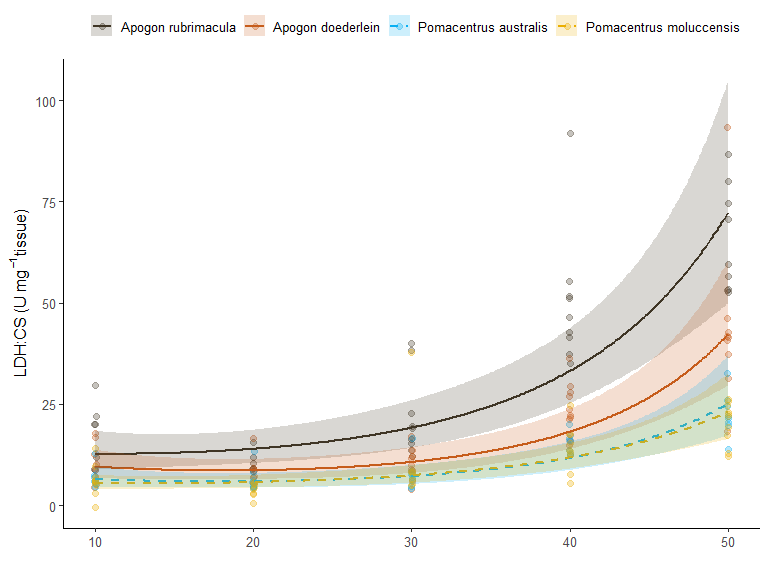 Apogon rubrimacula Apogon doederlein Pomacentrus australis Pomacentrus moluccensis
LDH:CS (U mg⁻¹tissue)
100
75
50
25
0
10 20 30 40 50